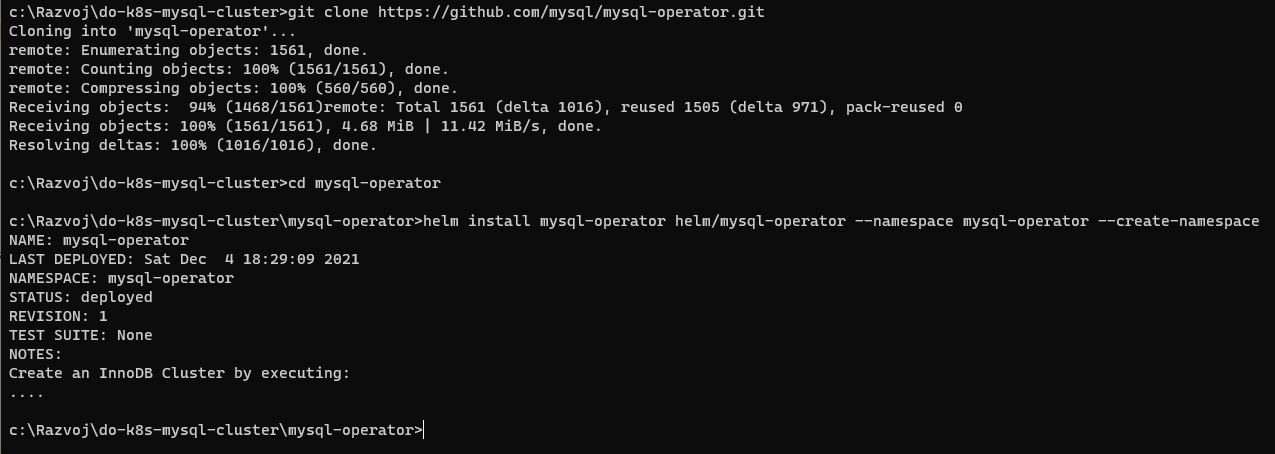 c:\Razvoj\do-k8s-mysql-cluster>git clone https://github.com/mysql/mysql-operator.git
Cloning into 'mysql-operator'...
remote: Enumerating objects: 1561, done.
remote: Counting objects: 100% (1561/1561), done.
remote: Compressing objects: 100% (560/560), done.
Receiving objects:  94% (1468/1561)remote: Total 1561 (delta 1016), reused 1505 (delta 971), pack-reused 0
Receiving objects: 100% (1561/1561), 4.68 MiB | 11.42 MiB/s, done.
Resolving deltas: 100% (1016/1016), done.
c:\Razvoj\do-k8s-mysql-cluster>cd mysql-operator
c:\Razvoj\do-k8s-mysql-cluster\mysql-operator>helm install mysql-operator helm/mysql-operator --namespace mysql-operator --create-namespace
NAME: mysql-operator
LAST DEPLOYED: Sat Dec  4 18:29:09 2021
NAMESPACE: mysql-operator
STATUS: deployed
REVISION: 1
TEST SUITE: None
NOTES:
Create an InnoDB Cluster by executing:
....
c:\Razvoj\do-k8s-mysql-cluster\mysql-operator>